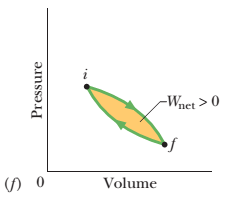 Pressure
i
W_net > 0
f
(f) 0
Volume